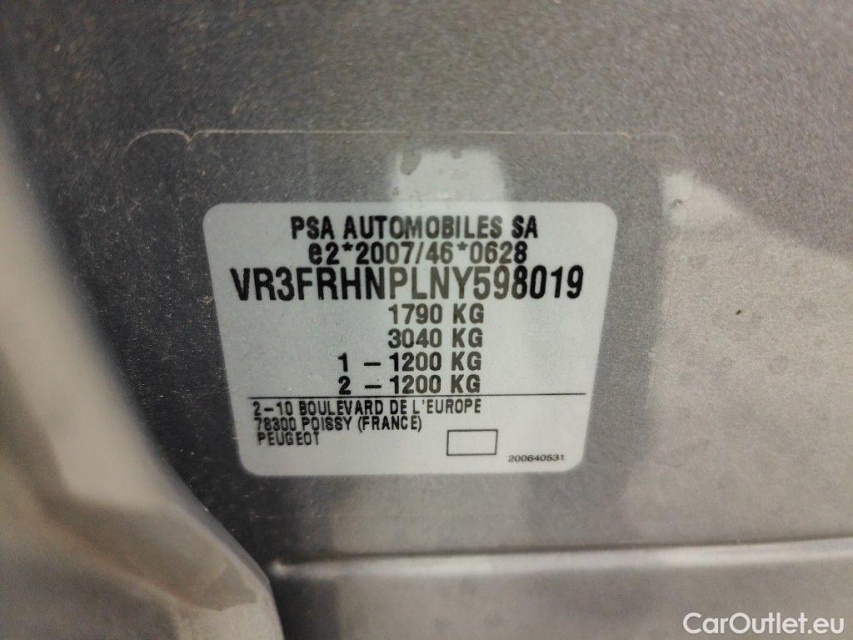 PSA AUTOMOBILES SA
e2*2007/46*0628
VR3FRHNPLNY598019
1790 KG
3040 KG
1 – 1200 KG
2 – 1200 KG
2-10 BOULEVARD DE L'EUROPE
78300 POISSY (FRANCE)
PEUGEOT
200640531
CarOutlet.eu